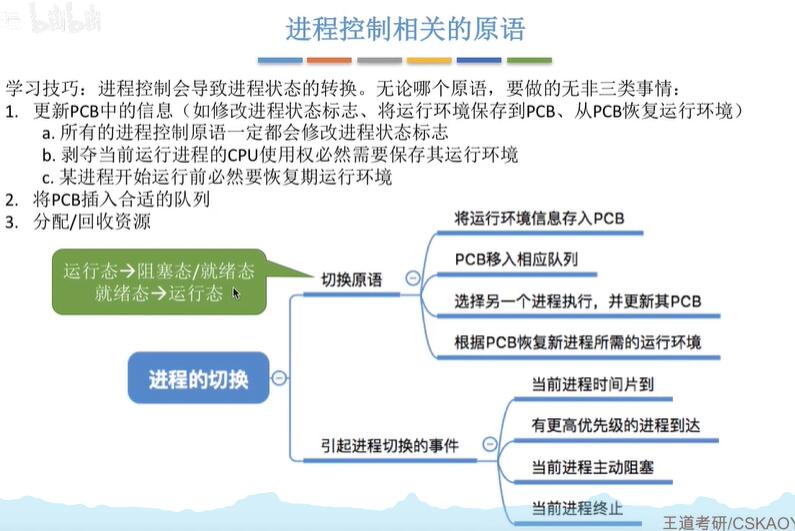 bilibili
进程控制相关的原语
学习技巧：进程控制会导致进程状态的转换。无论哪个原语，要做的无非三类事情：
1. 更新PCB中的信息（如修改进程状态标志、将运行环境保存到PCB、从PCB恢复运行环境）
a. 所有的进程控制原语一定都会修改进程状态标志
b. 剥夺当前运行进程的CPU使用权必然需要保存其运行环境
c. 某进程开始运行前必然要恢复期运行环境
2. 将PCB插入合适的队列
3. 分配/回收资源
运行态→阻塞态/就绪态
就绪态→运行态
进程的切换
切换原语
将运行环境信息存入PCB
PCB移入相应队列
选择另一个进程执行，并更新其PCB
根据PCB恢复新进程所需的运行环境
引起进程切换的事件
当前进程时间片到
有更高优先级的进程到达
当前进程主动阻塞
当前进程终止
王道考研/CSKAOY